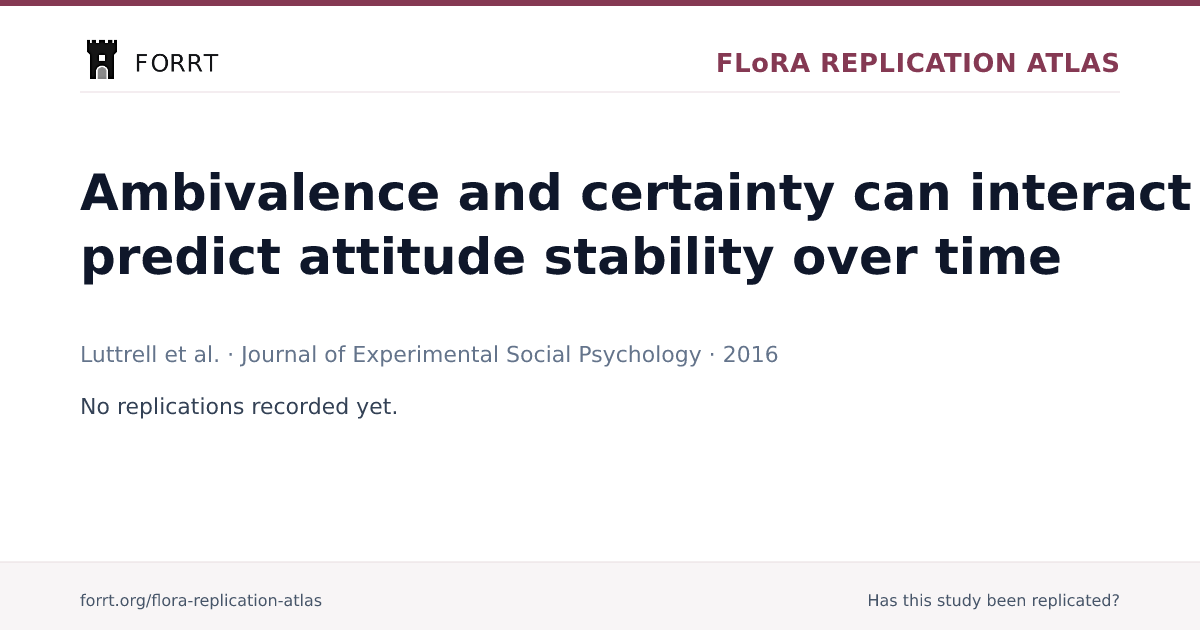 FORRT
FLoRA REPLICATION ATLAS
Ambivalence and certainty can interact
predict attitude stability over time
Luttrell et al. · Journal of Experimental Social Psychology · 2016
No replications recorded yet.
forrt.org/flora-replication-atlas
Has this study been replicated?